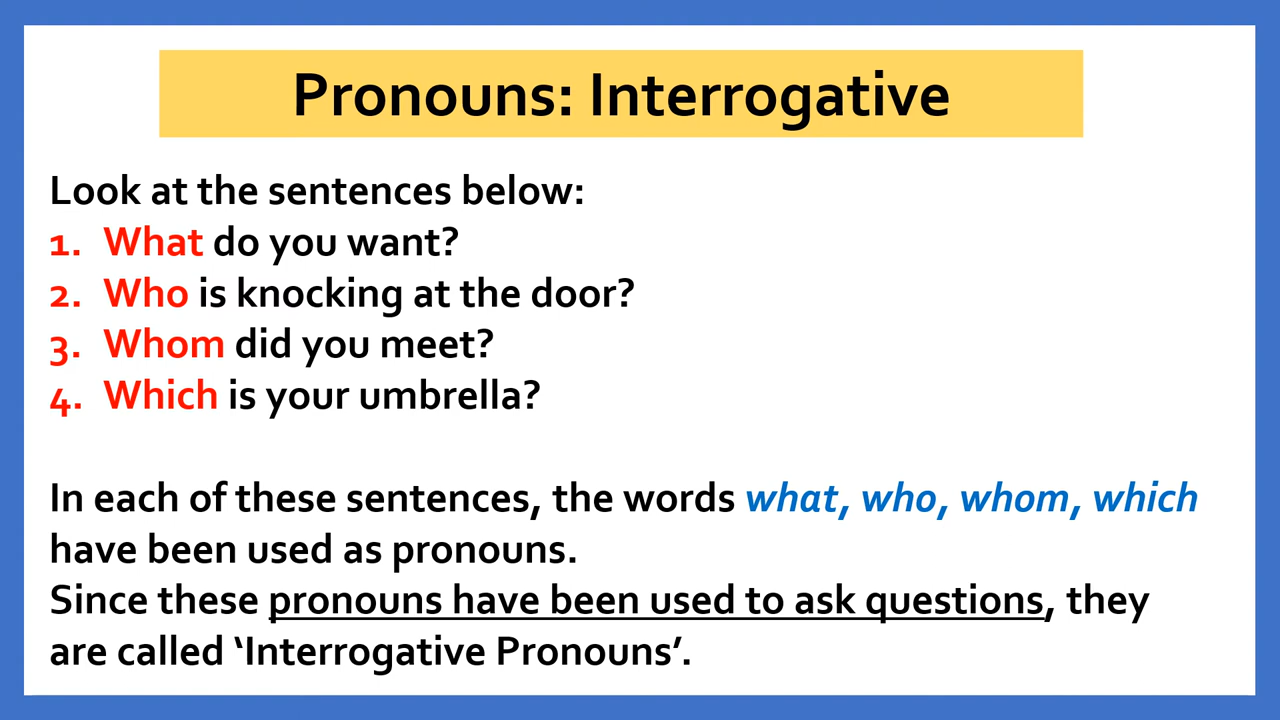 Pronouns: Interrogative
Look at the sentences below:
1. What do you want?
2. Who is knocking at the door?
3. Whom did you meet?
4. Which is your umbrella?
In each of these sentences, the words what, who, whom, which
have been used as pronouns.
Since these pronouns have been used to ask questions, they
are called ‘Interrogative Pronouns’.